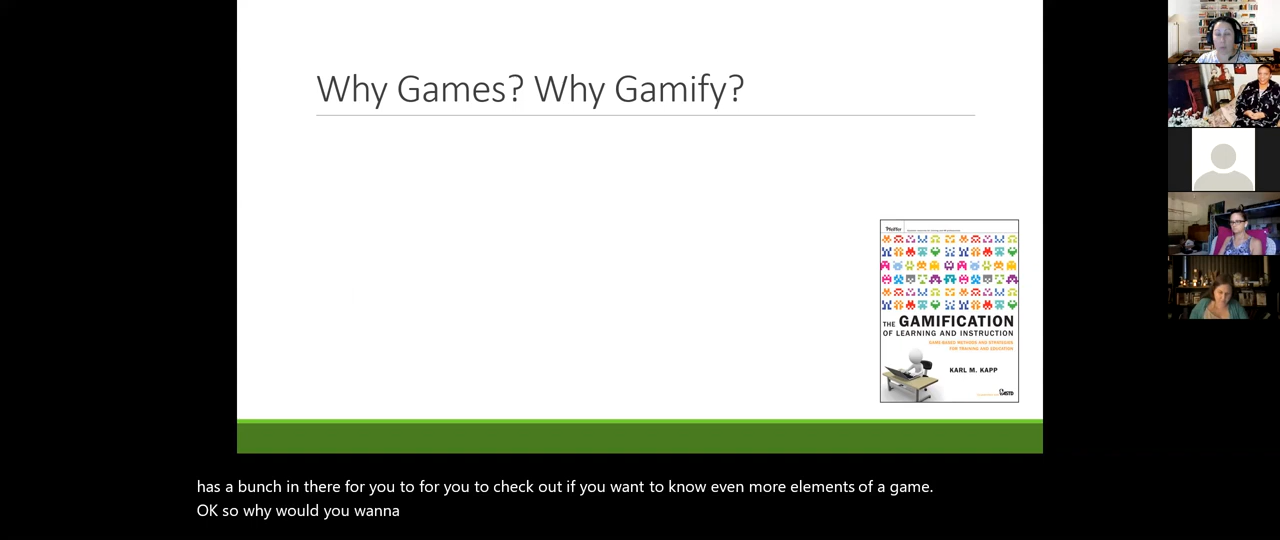 Why Games? Why Gamify?
Pfeiffer
THE GAMIFICATION
OF LEARNING AND INSTRUCTION
GAME-BASED METHODS AND STRATEGIES
FOR TRAINING AND EDUCATION
KARL M. KAPP
ASTD
has a bunch in there for you to for you to check out if you want to know even more elements of a game.
OK so why would you wanna